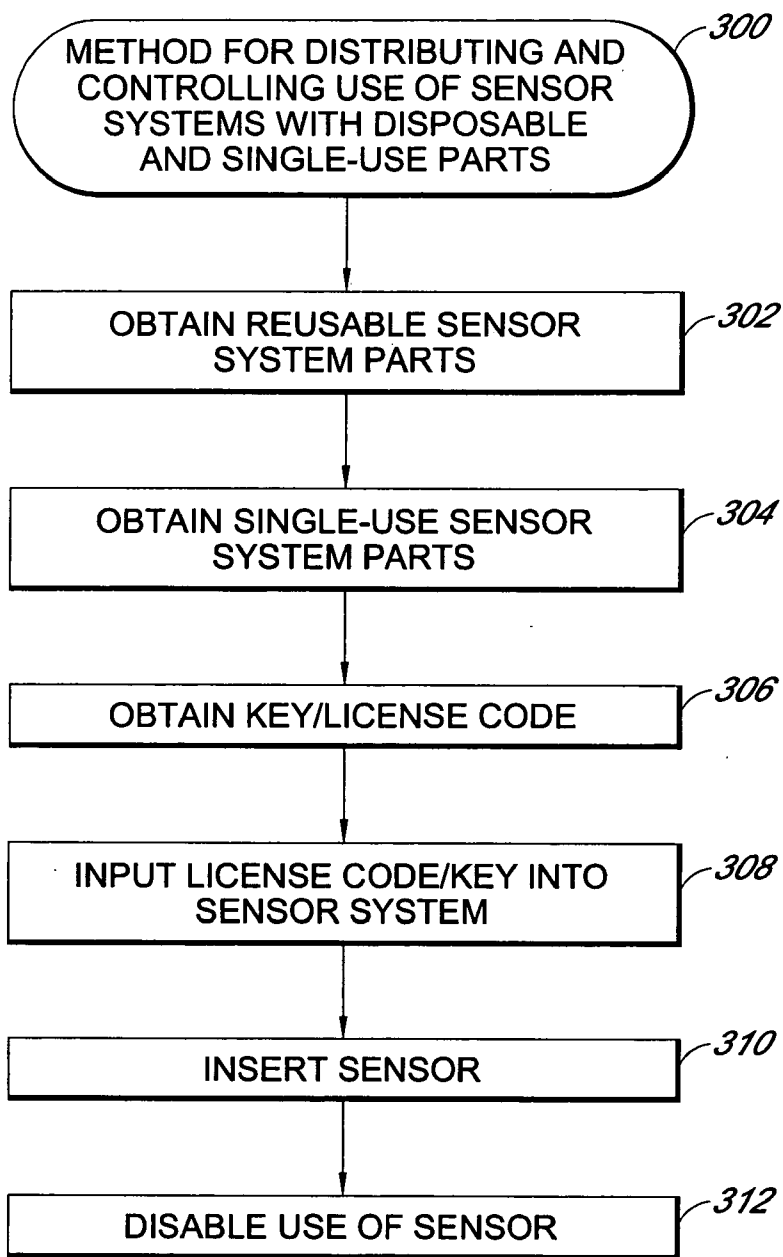 300
METHOD FOR DISTRIBUTING AND
CONTROLLING USE OF SENSOR
SYSTEMS WITH DISPOSABLE
AND SINGLE-USE PARTS
302
OBTAIN REUSABLE SENSOR
SYSTEM PARTS
304
OBTAIN SINGLE-USE SENSOR
SYSTEM PARTS
306
OBTAIN KEY/LICENSE CODE
308
INPUT LICENSE CODE/KEY INTO
SENSOR SYSTEM
310
INSERT SENSOR
312
DISABLE USE OF SENSOR